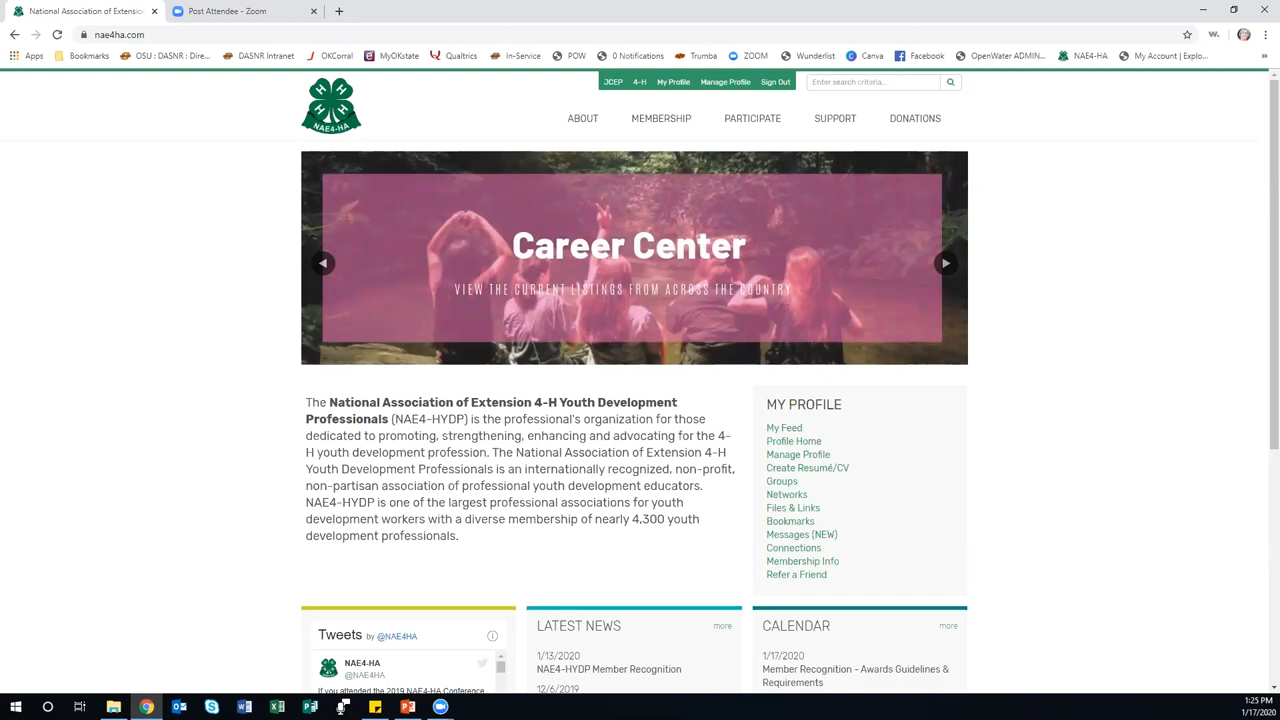 National Association of Extensio
Post Attendee - Zoom
nae4ha.com
Apps
Bookmarks
OSU : DASNR : Dire...
DASNR Intranet
OKCorral
MyOKstate
Qualtrics
In-Service
POW
0 Notifications
Trumba
ZOOM
Wunderlist
Canva
Facebook
OpenWater ADMIN...
NAE4-HA
My Account | Explo...
JCEP 4-H My Profile Manage Profile Sign Out
Enter search criteria...
H H
H H
NAE4-HA
ABOUT MEMBERSHIP PARTICIPATE SUPPORT DONATIONS
Career Center
VIEW THE CURRENT LISTINGS FROM ACROSS THE COUNTRY
The National Association of Extension 4-H Youth Development
Professionals (NAE4-HYDP) is the professional's organization for those
dedicated to promoting, strengthening, enhancing and advocating for the 4-
H youth development profession. The National Association of Extension 4-H
Youth Development Professionals is an internationally recognized, non-profit,
non-partisan association of professional youth development educators.
NAE4-HYDP is one of the largest professional associations for youth
development workers with a diverse membership of nearly 4,300 youth
development professionals.
MY PROFILE
My Feed
Profile Home
Manage Profile
Create Resumé/CV
Groups
Networks
Files & Links
Bookmarks
Messages (NEW)
Connections
Membership Info
Refer a Friend
Tweets by @NAE4HA
NAE4-HA
@NAE4HA
If you attended the 2019 NAE4-HA Conference
LATEST NEWS
more
1/13/2020
NAE4-HYDP Member Recognition
12/6/2019
CALENDAR
more
1/17/2020
Member Recognition - Awards Guidelines &
Requirements
1:25 PM
1/17/2020